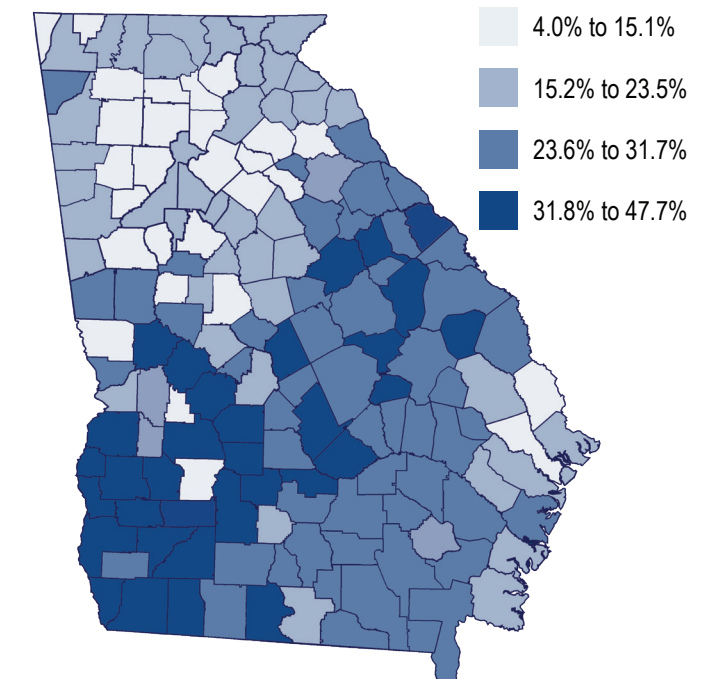 4.0% to 15.1%
15.2% to 23.5%
23.6% to 31.7%
31.8% to 47.7%